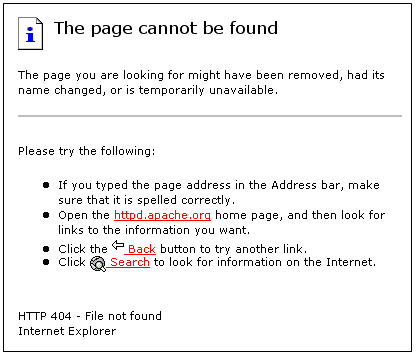 The page cannot be found
The page you are looking for might have been removed, had its
name changed, or is temporarily unavailable.
Please try the following:
If you typed the page address in the Address bar, make
sure that it is spelled correctly.
Open the httpd.apache.org home page, and then look for
links to the information you want.
Click the Back button to try another link.
Click Search to look for information on the Internet.
HTTP 404 - File not found
Internet Explorer